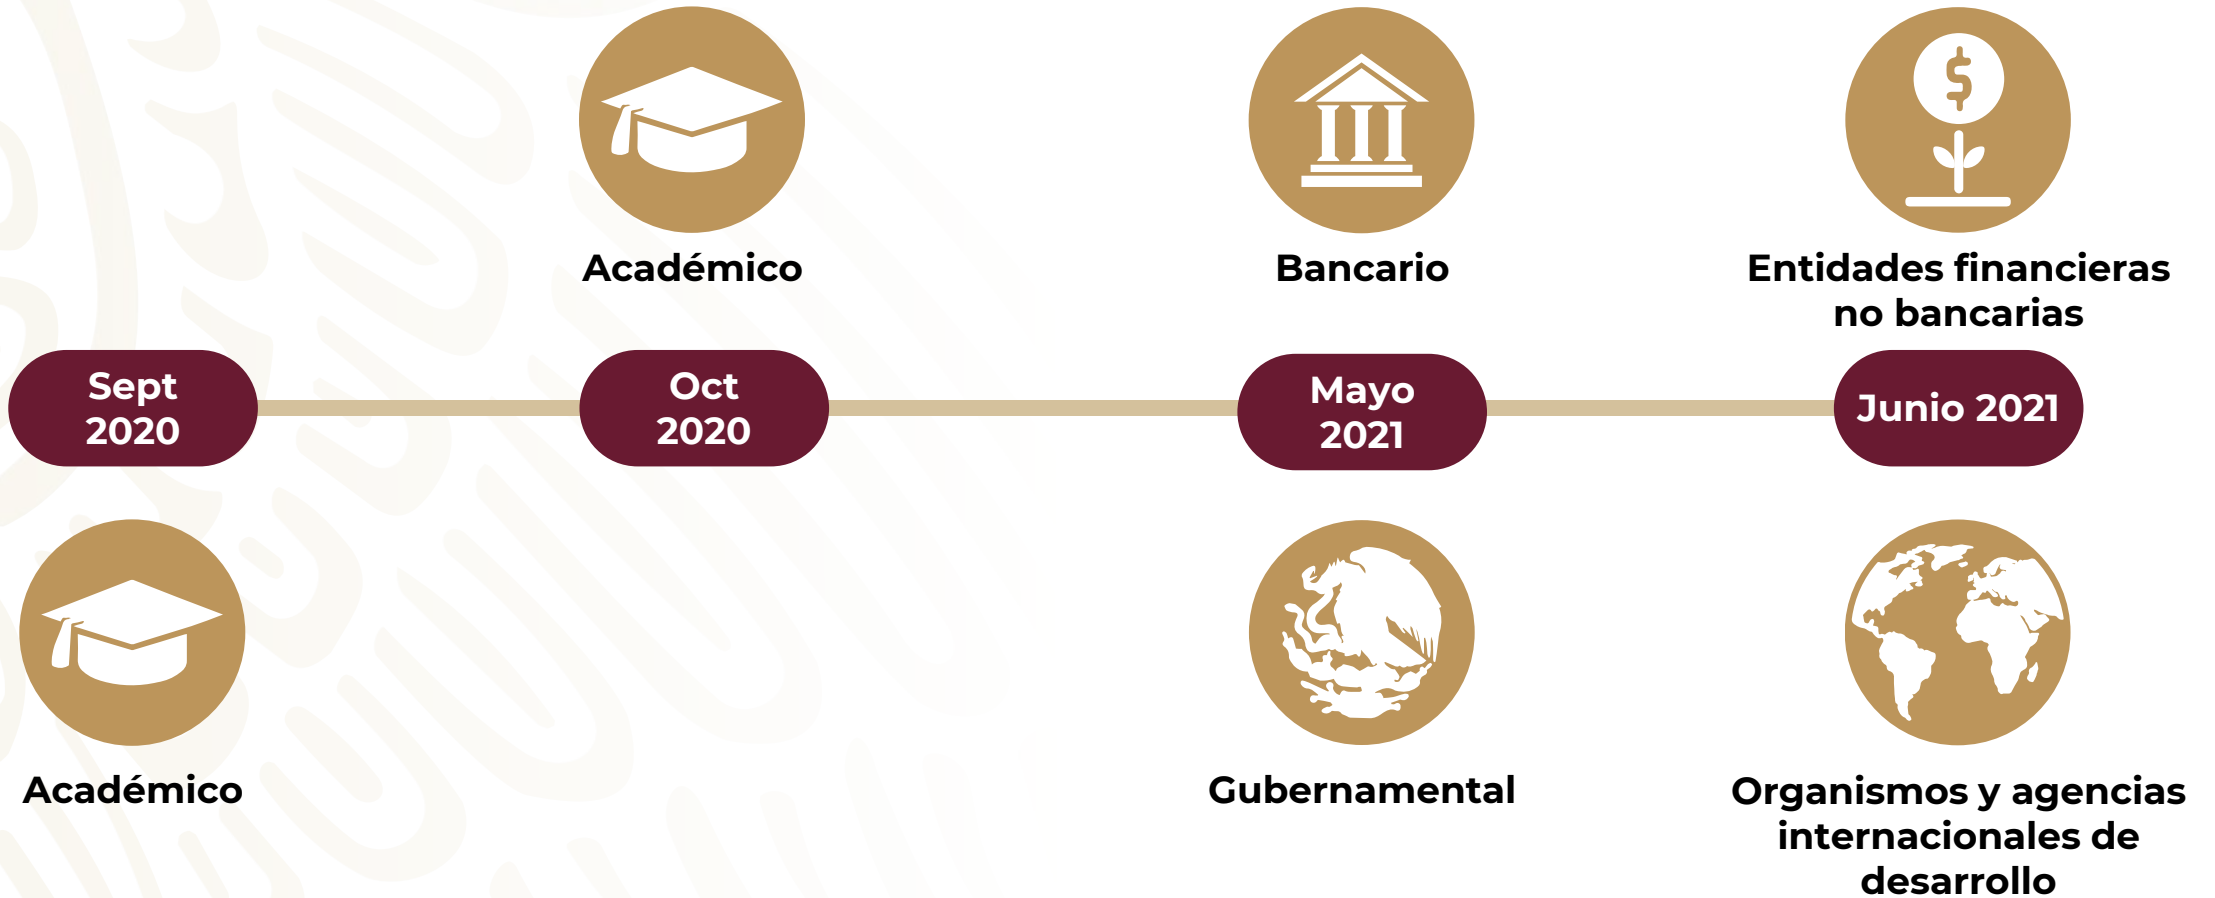 Académico
Bancario
Entidades financieras
no bancarias
Sept
2020
Oct
2020
Mayo
2021
Junio 2021
Académico
Gubernamental
Organismos y agencias
internacionales de
desarrollo